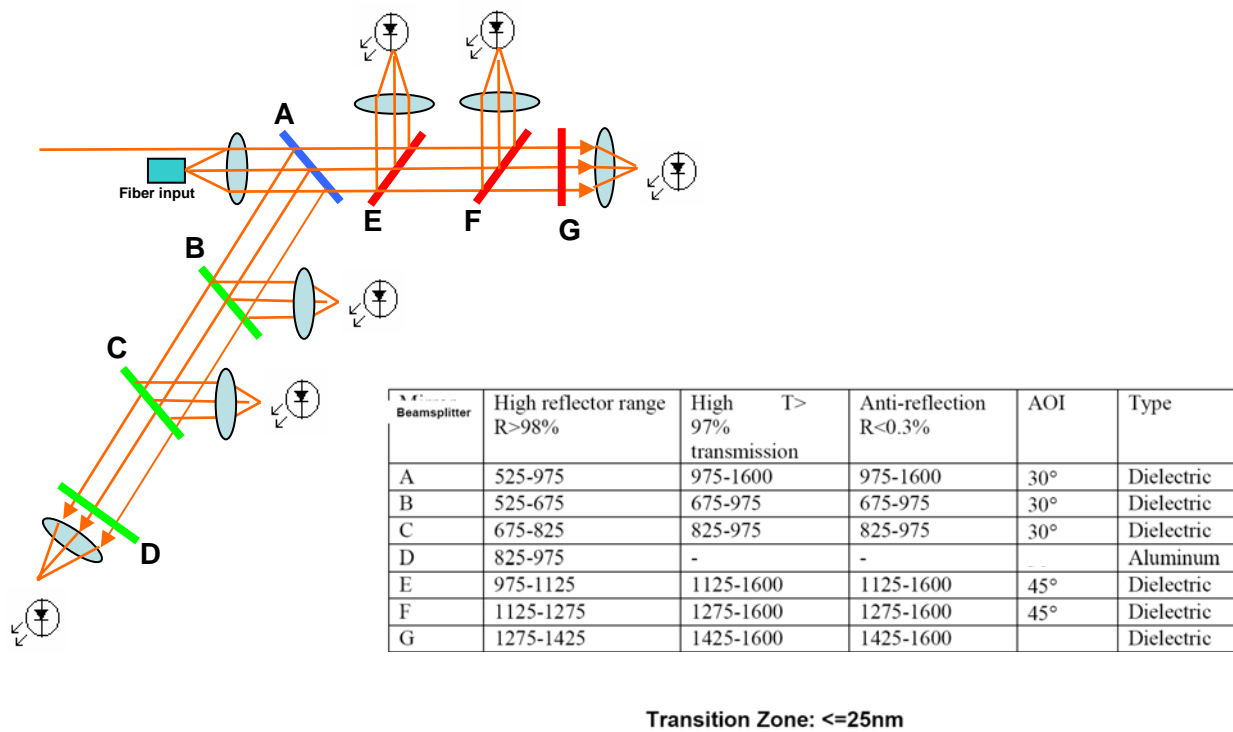 A
Fiber input
E
F
G
B
C
D
Beamsplitter High reflector range High T> Anti-reflection AOI Type
R>98% 97% R<0.3%
transmission
A 525-975 975-1600 975-1600 30° Dielectric
B 525-675 675-975 675-975 30° Dielectric
C 675-825 825-975 825-975 30° Dielectric
D 825-975 - - Aluminum
E 975-1125 1125-1600 1125-1600 45° Dielectric
F 1125-1275 1275-1600 1275-1600 45° Dielectric
G 1275-1425 1425-1600 1425-1600 Dielectric
Transition Zone: <=25nm